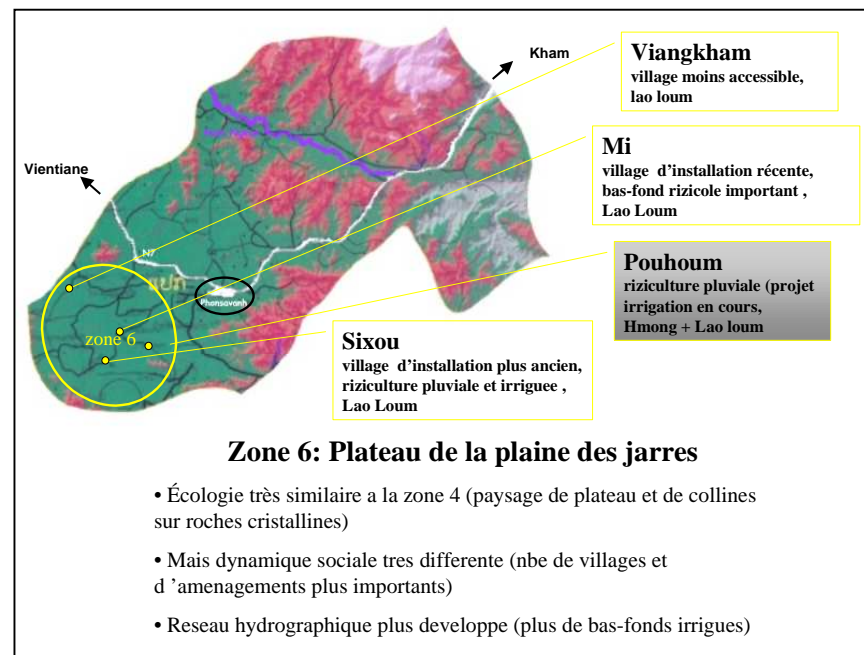 Viangkham
village moins accessible,
lao loum
Kham
Mi
village d'installation récente,
bas-fond rizicole important ,
Lao Loum
Vientiane
N7
Phansavanh
Pouhoum
riziculture pluviale (projet
irrigation en cours,
Hmong + Lao loum
zone 6
Sixou
village d'installation plus ancien,
riziculture pluviale et irriguee ,
Lao Loum
Zone 6: Plateau de la plaine des jarres
• Écologie très similaire a la zone 4 (paysage de plateau et de collines
sur roches cristallines)
• Mais dynamique sociale tres differente (nbe de villages et
d 'amenagements plus importants)
• Reseau hydrographique plus developpe (plus de bas-fonds irrigues)